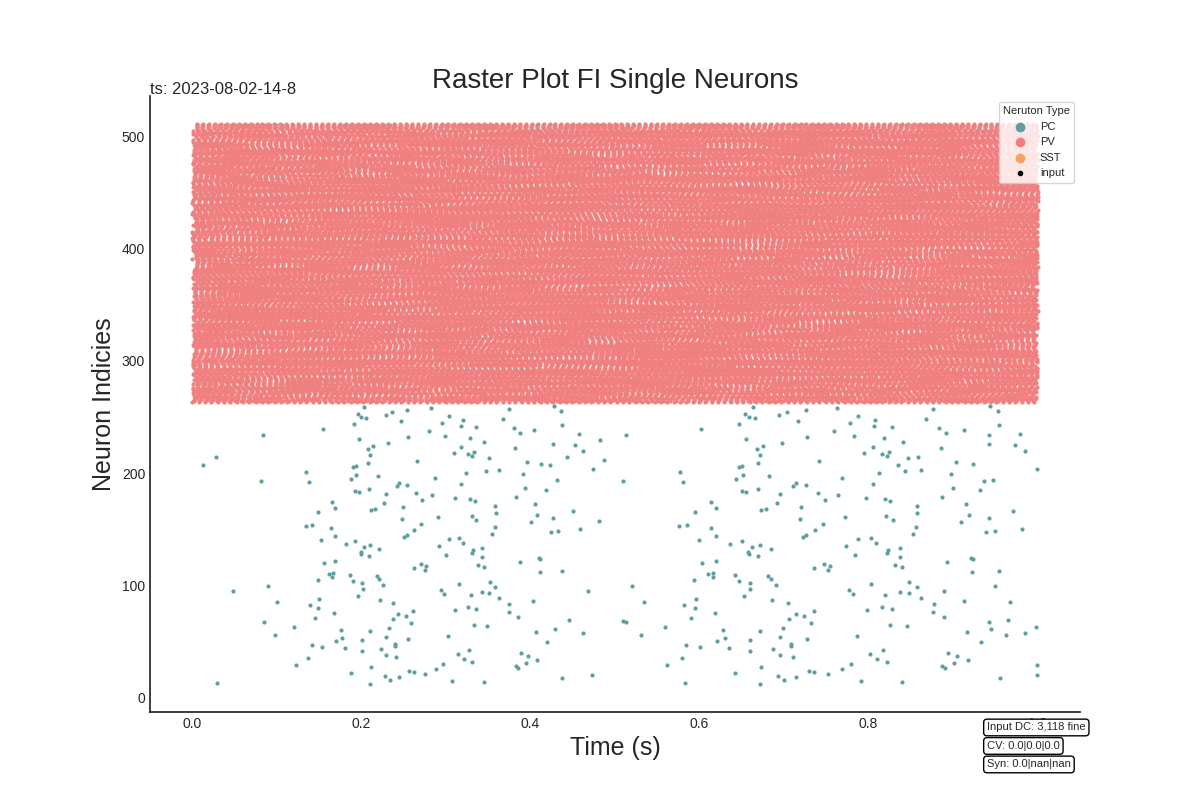 Raster Plot FI Single Neurons
ts: 2023-08-02-14-8
Neruton Type
PC
PV
SST
input
500
400
300
200
100
0
Neuron Indicies
0.0 0.2 0.4 0.6 0.8
Time (s)
Input DC: 3,118 fine
CV: 0.0|0.0|0.0
Syn: 0.0|nan|nan